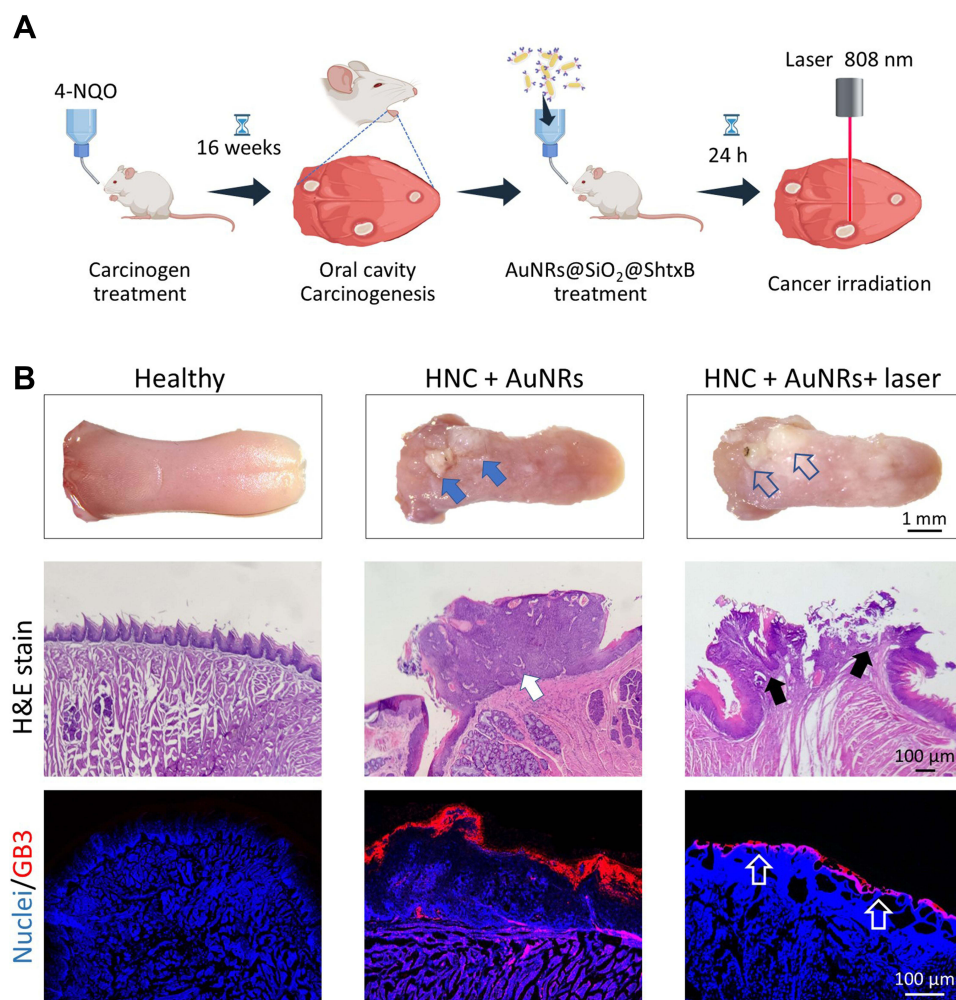 A
4-NQO
16 weeks
24 h
Laser 808 nm
Carcinogen
treatment
Oral cavity
Carcinogenesis
AuNRs@SiO₂@ShtxB
treatment
Cancer irradiation
B
Healthy
HNC + AuNRs
HNC + AuNRs+ laser
1 mm
H&E stain
100 µm
Nuclei/GB3
100 µm